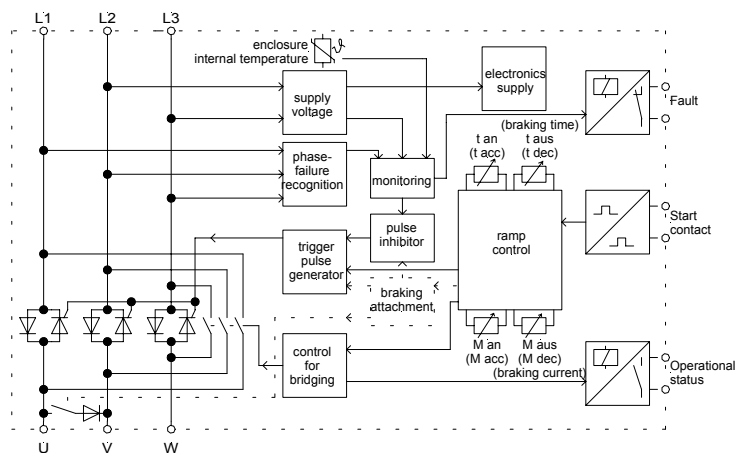 L1
L2
L3
enclosure
internal temperature
ϑ
supply
voltage
electronics
supply
Fault
(braking time)
t an
(t acc)
t aus
(t dec)
phase-
failure
recognition
monitoring
pulse
inhibitor
ramp
control
Start
contact
trigger
pulse
generator
braking
attachment
M an
(M acc)
M aus
(M dec)
(braking current)
control
for
bridging
Operational
status
U
V
W